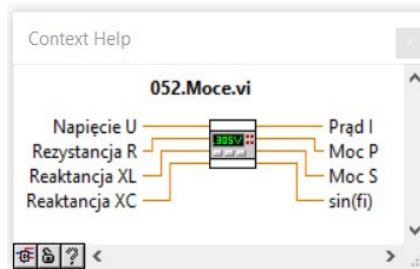 Context Help
052.Moce.vi
Napięcie U
Rezystancja R
Reaktancja XL
Reaktancja XC
.305V
Prąd I
Moc P
Moc S
sin(fi)
?